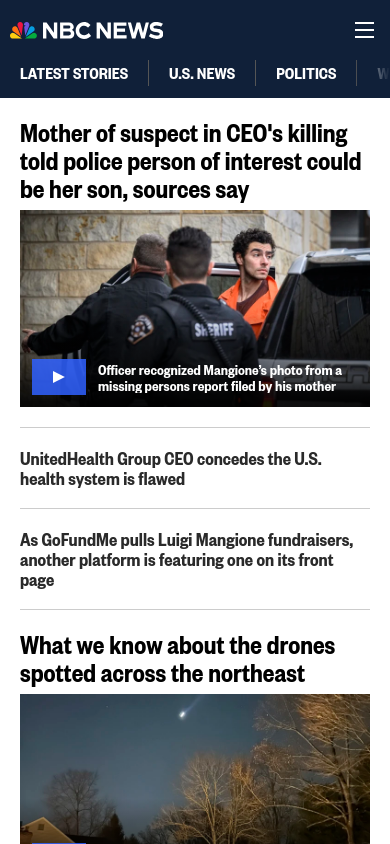 NBC NEWS
LATEST STORIES U.S. NEWS POLITICS
Mother of suspect in CEO's killing
told police person of interest could
be her son, sources say
SHERIFF
Officer recognized Mangione's photo from a
missing persons report filed by his mother
UnitedHealth Group CEO concedes the U.S.
health system is flawed
As GoFundMe pulls Luigi Mangione fundraisers,
another platform is featuring one on its front
page
What we know about the drones
spotted across the northeast